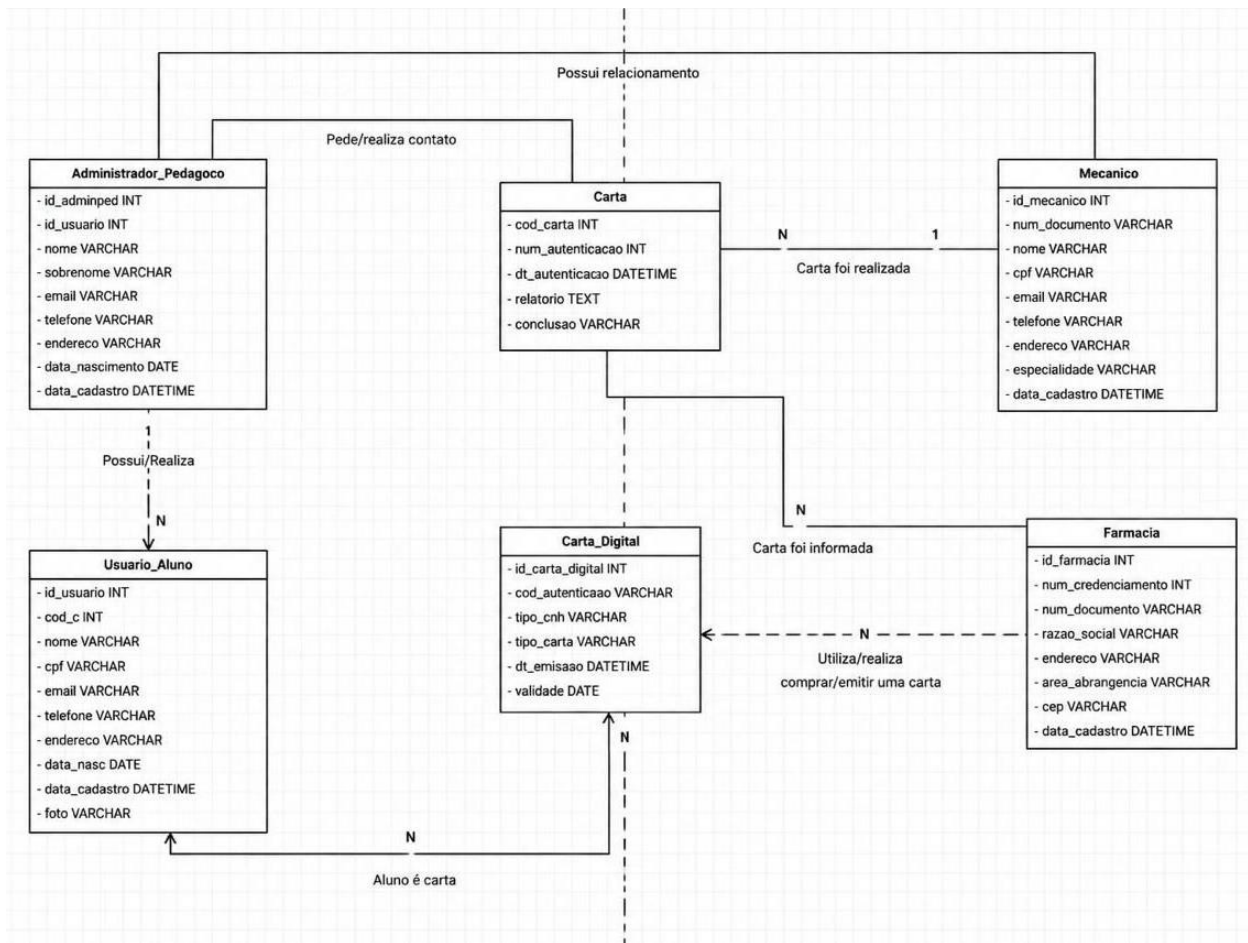 Possui relacionamento
Pede/realiza contato
Administrador_Pedagoco
- id_adminped INT
- id_usuario INT
- nome VARCHAR
- sobrenome VARCHAR
- email VARCHAR
- telefone VARCHAR
- endereco VARCHAR
- data_nascimento DATE
- data_cadastro DATETIME
Carta
- cod_carta INT
- num_autenticacao INT
- dt_autenticacao DATETIME
- relatorio TEXT
- conclusao VARCHAR
N 1
Carta foi realizada
Mecanico
- id_mecanico INT
- num_documento VARCHAR
- nome VARCHAR
- cpf VARCHAR
- email VARCHAR
- telefone VARCHAR
- endereco VARCHAR
- especialidade VARCHAR
- data_cadastro DATETIME
1
Possui/Realiza
N
Usuario_Aluno
- id_usuario INT
- cod_c INT
- nome VARCHAR
- cpf VARCHAR
- email VARCHAR
- telefone VARCHAR
- endereco VARCHAR
- data_nasc DATE
- data_cadastro DATETIME
- foto VARCHAR
Carta_Digital
- id_carta_digital INT
- cod_autenticaao VARCHAR
- tipo_cnh VARCHAR
- tipo_carta VARCHAR
- dt_emisaao DATETIME
- validade DATE
N
Carta foi informada
Farmacia
- id_farmacia INT
- num_credenciamento INT
- num_documento VARCHAR
- razao_social VARCHAR
- endereco VARCHAR
- area_abrangencia VARCHAR
- cep VARCHAR
- data_cadastro DATETIME
N
Utiliza/realiza
comprar/emitir uma carta
N
N
Aluno é carta